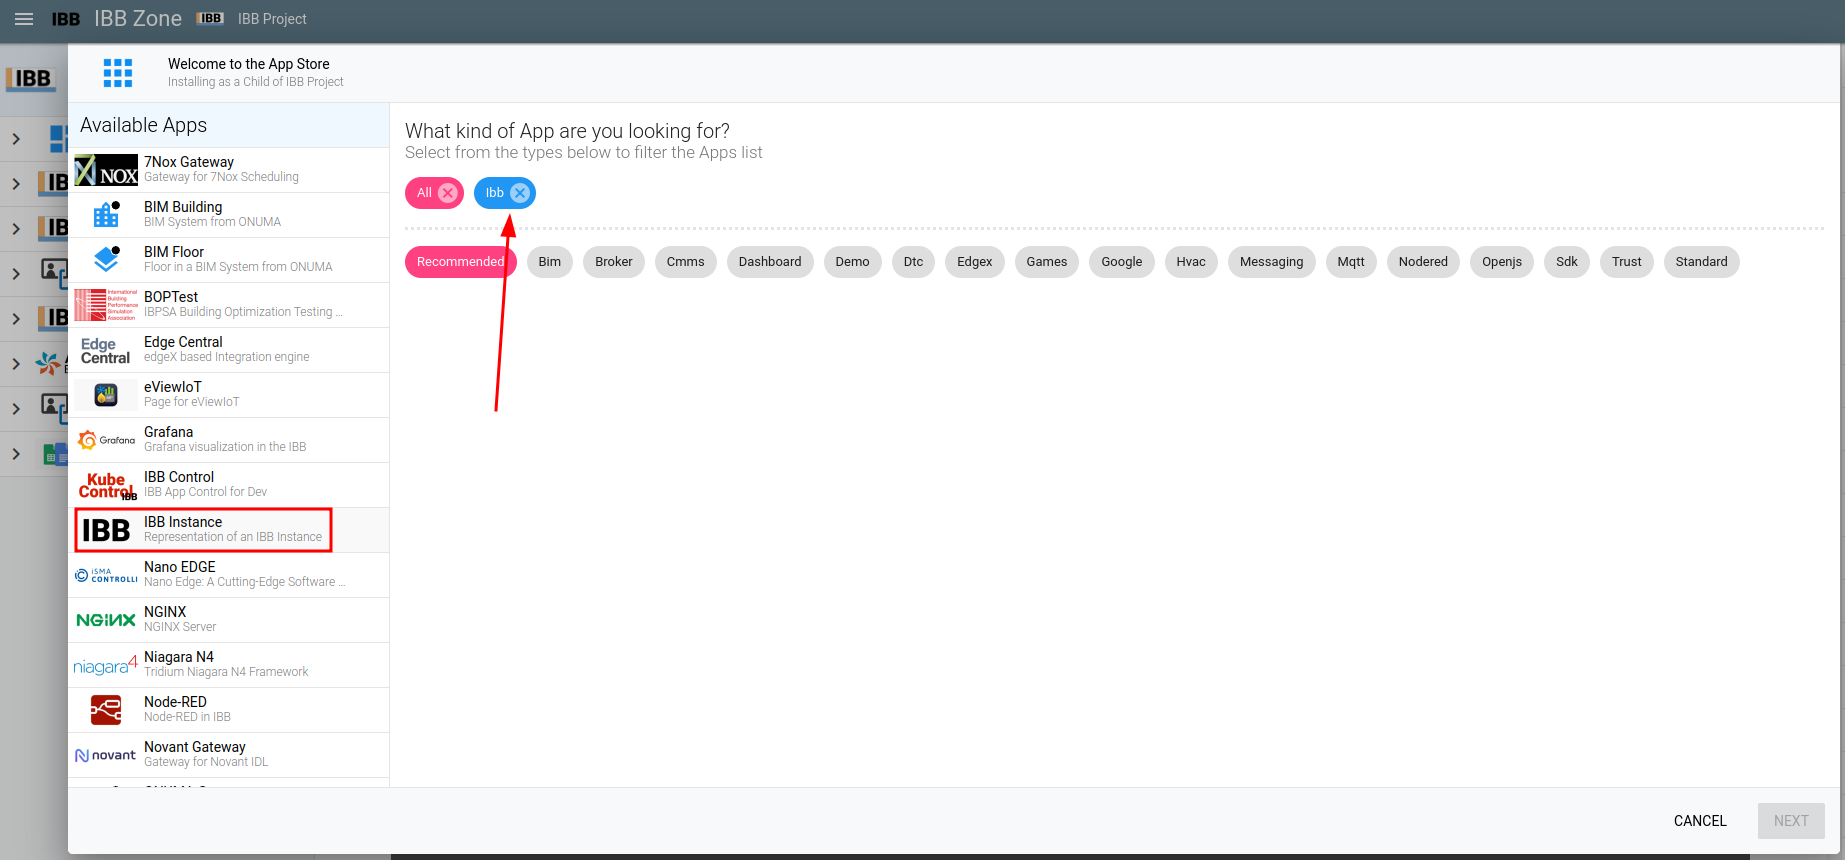 IBB IBB Zone IBB IBB Project
IBB
Welcome to the App Store
Installing as a Child of IBB Project
Available Apps
7Nox Gateway
Gateway for 7Nox Scheduling
NOX
BIM Building
BIM System from ONUMA
BIM Floor
Floor in a BIM System from ONUMA
BOPTest
IBPSA Building Optimization Testing ...
International
Building
Performance
Simulation
Association
Edge Central
edgeX based Integration engine
Edge
Central
eViewIoT
Page for eViewIoT
Grafana
Grafana visualization in the IBB
Grafana
IBB Control
IBB App Control for Dev
Kube
Control
IBB
IBB Instance
Representation of an IBB Instance
IBB
Nano EDGE
Nano Edge: A Cutting-Edge Software ...
iSMA
CONTROLLI
NGINX
NGINX Server
NGINX
Niagara N4
Tridium Niagara N4 Framework
niagara4
Node-RED
Node-RED in IBB
Novant Gateway
Gateway for Novant IDL
novant
What kind of App are you looking for?
Select from the types below to filter the Apps list
All Ibb
Recommended Bim Broker Cmms Dashboard Demo Dtc Edgex Games Google Hvac Messaging Mqtt Nodered Openjs Sdk Trust Standard
CANCEL NEXT